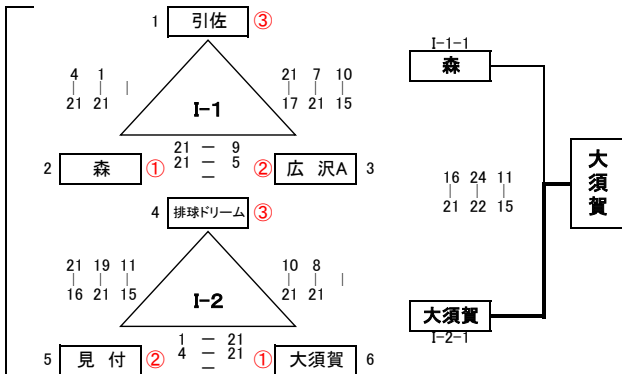 1 引佐 ③
4 1
| | |
21 21
I-1
21 7 10
| | |
17 21 15
21 — 9
21 — 5
—
2 森 ① ② 広 沢A 3
4 排球ドリーム ③
21 19 11
| | |
16 21 15
I-2
10 8
| | |
21 21
1 — 21
4 — 21
—
5 見 付 ② ① 大須賀 6
I-1-1
森
16 24 11
| | |
21 22 15
大須賀
大須賀
I-2-1